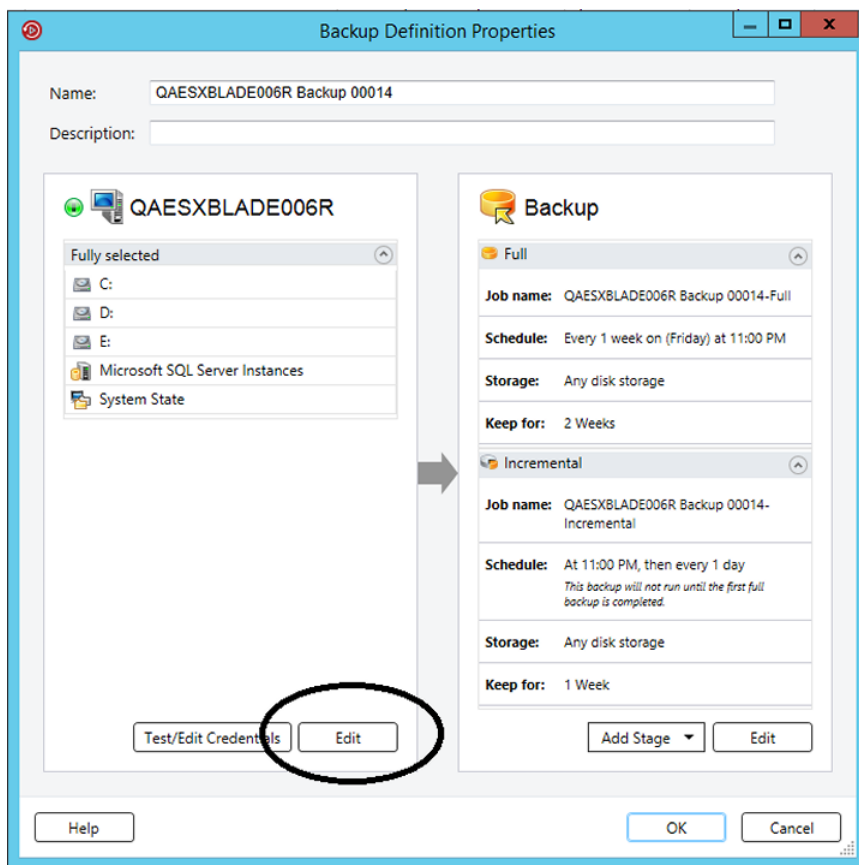 Backup Definition Properties
Name: QAESXBLADE006R Backup 00014
Description:
QAESXBLADE006R
Fully selected
C:
D:
E:
Microsoft SQL Server Instances
System State
Test/Edit Credentials
Edit
Backup
Full
Job name: QAESXBLADE006R Backup 00014-Full
Schedule: Every 1 week on (Friday) at 11:00 PM
Storage: Any disk storage
Keep for: 2 Weeks
Incremental
Job name: QAESXBLADE006R Backup 00014-
Incremental
Schedule: At 11:00 PM, then every 1 day
This backup will not run until the first full
backup is completed.
Storage: Any disk storage
Keep for: 1 Week
Add Stage
Edit
Help
OK
Cancel